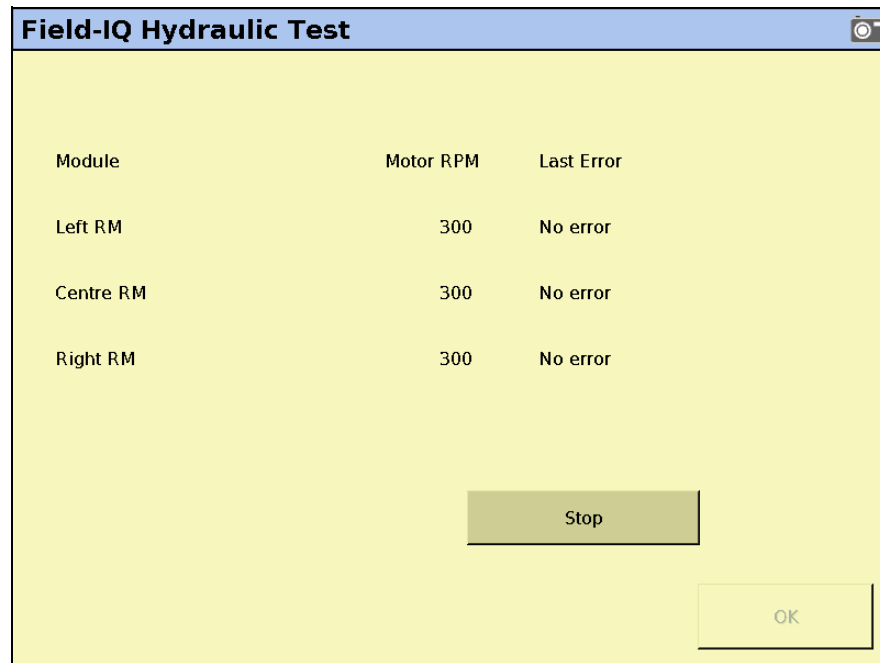 Field-IQ Hydraulic Test
Module Motor RPM Last Error
Left RM 300 No error
Centre RM 300 No error
Right RM 300 No error
Stop
OK